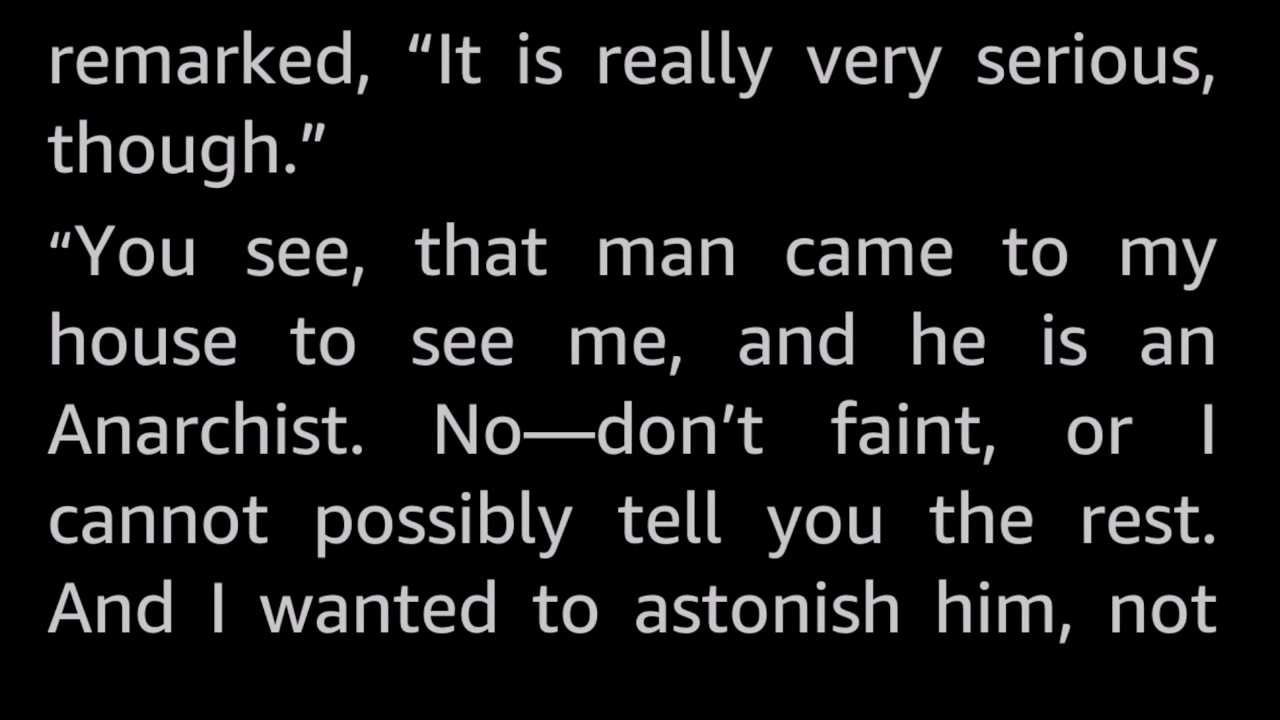 remarked, “It is really very serious,
though.”
“You see, that man came to my
house to see me, and he is an
Anarchist. No—don’t faint, or I
cannot possibly tell you the rest.
And I wanted to astonish him, not